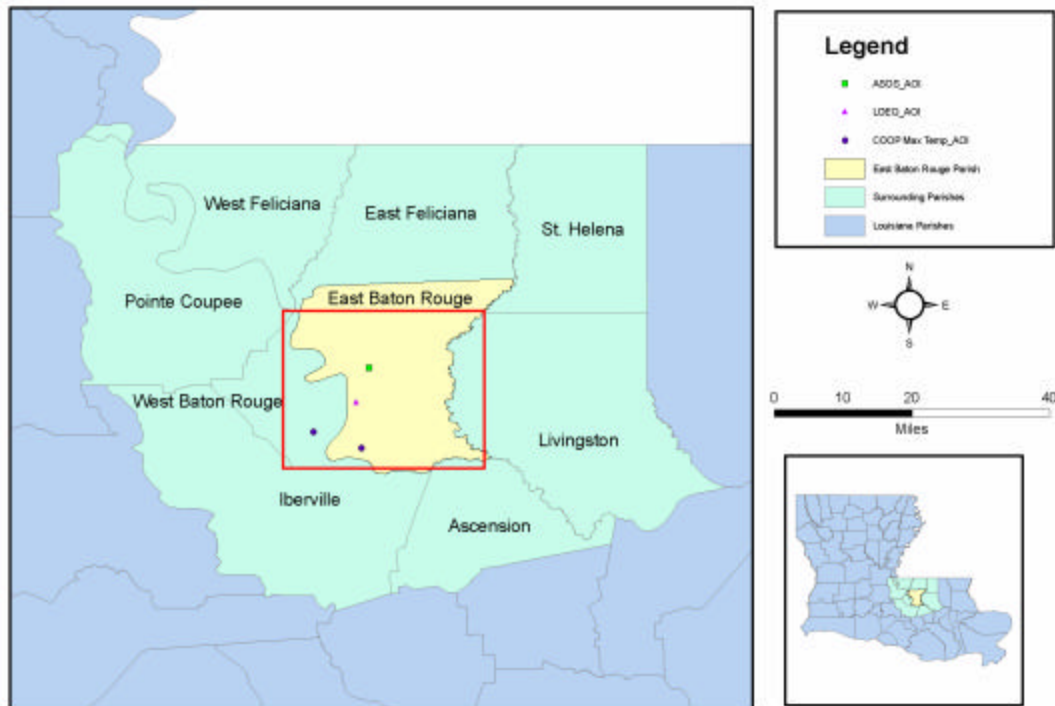 West Feliciana
East Feliciana
St. Helena
Pointe Coupee
East Baton Rouge
West Baton Rouge
Livingston
Iberville
Ascension
Legend
ASOS_AOI
LDEQ_AOI
COOP Max Temp_AOI
East Baton Rouge Parish
Surrounding Parishes
Louisiana Parishes
N
W E
S
0 10 20 40
Miles